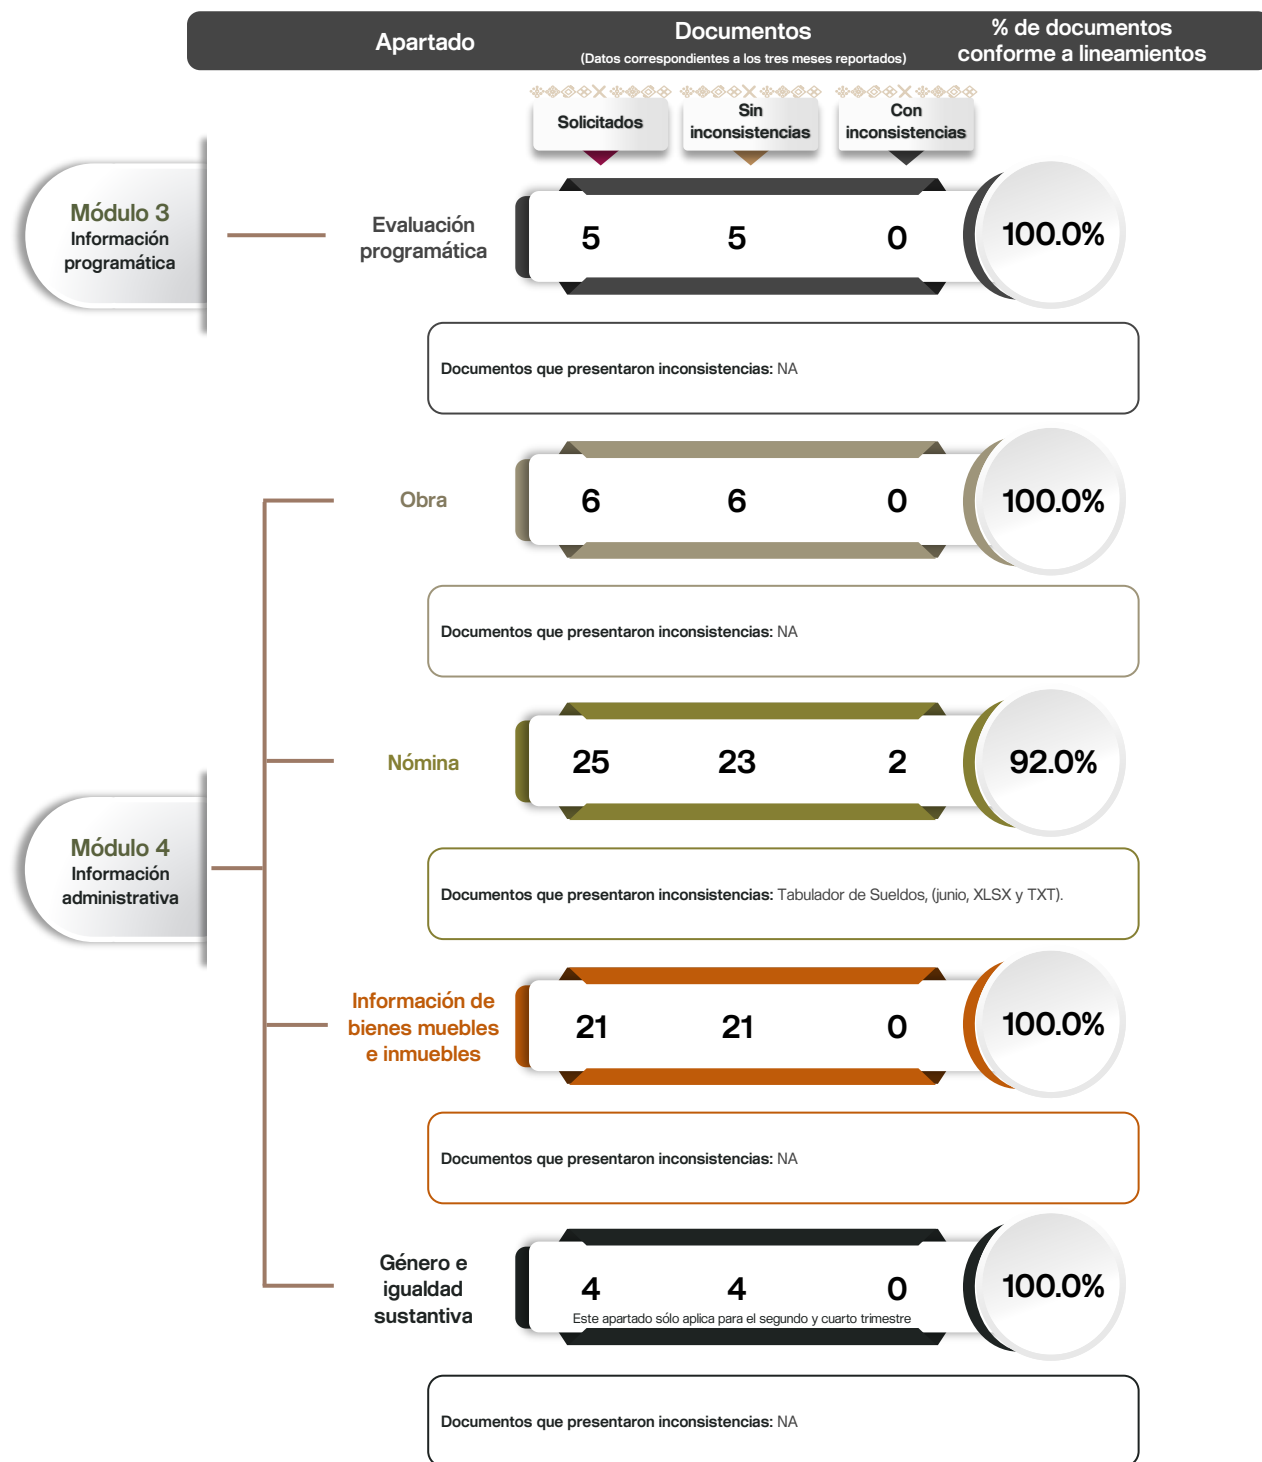 Apartado
Documentos
(Datos correspondientes a los tres meses reportados)
% de documentos
conforme a lineamientos
Solicitados
Sin
inconsistencias
Con
inconsistencias
Módulo 3
Información
programática
Evaluación
programática
5 5 0 100.0%
Documentos que presentaron inconsistencias: NA
Obra
6 6 0 100.0%
Documentos que presentaron inconsistencias: NA
Nómina
25 23 2 92.0%
Módulo 4
Información
administrativa
Documentos que presentaron inconsistencias: Tabulador de Sueldos, (junio, XLSX y TXT).
Información de
bienes muebles
e inmuebles
21 21 0 100.0%
Documentos que presentaron inconsistencias: NA
Género e
igualdad
sustantiva
4 4 0 100.0%
Este apartado sólo aplica para el segundo y cuarto trimestre
Documentos que presentaron inconsistencias: NA